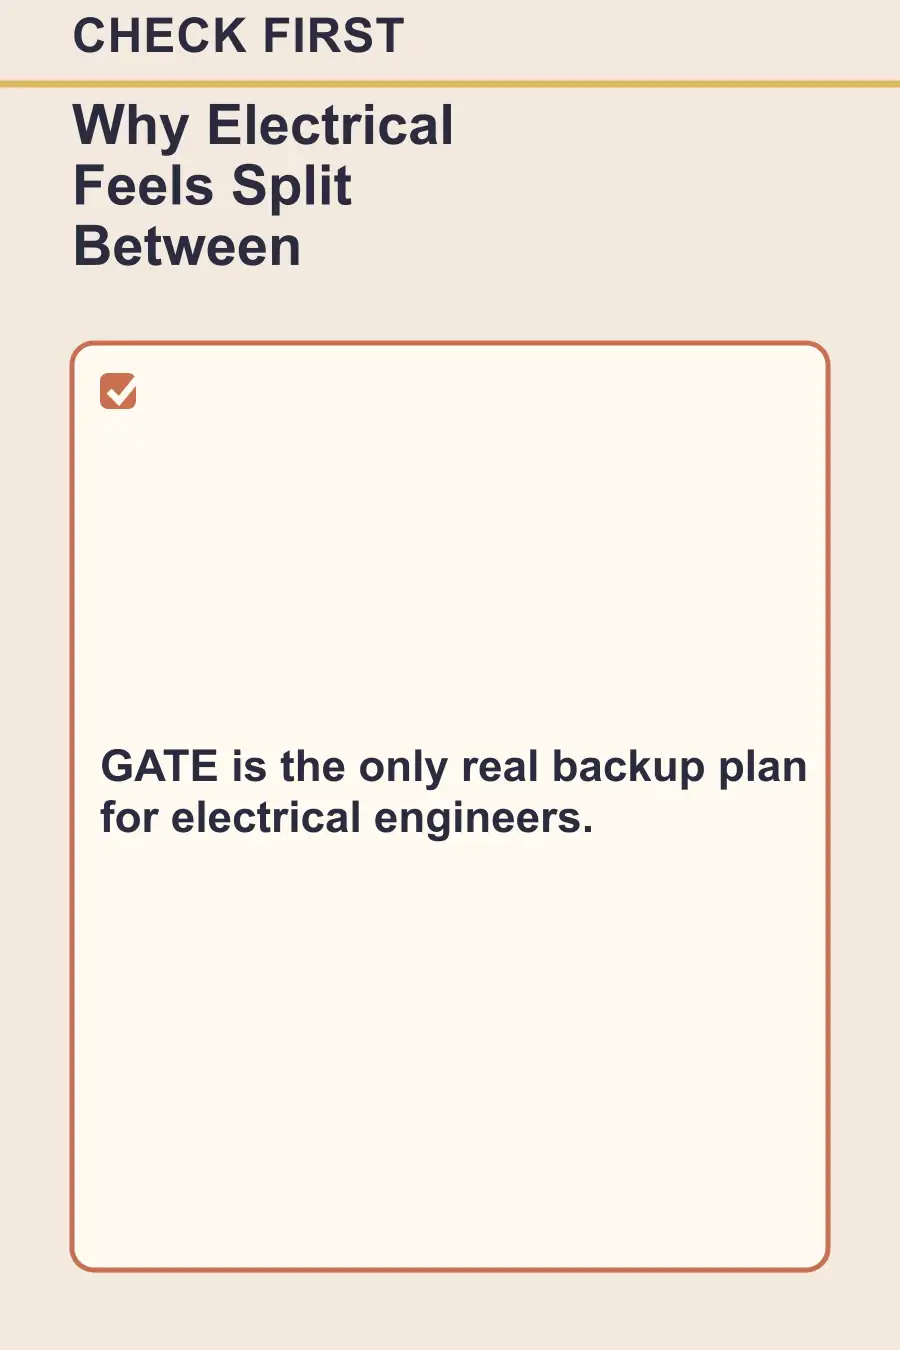 CHECK FIRST
Why Electrical
Feels Split
Between
GATE is the only real backup plan
for electrical engineers.